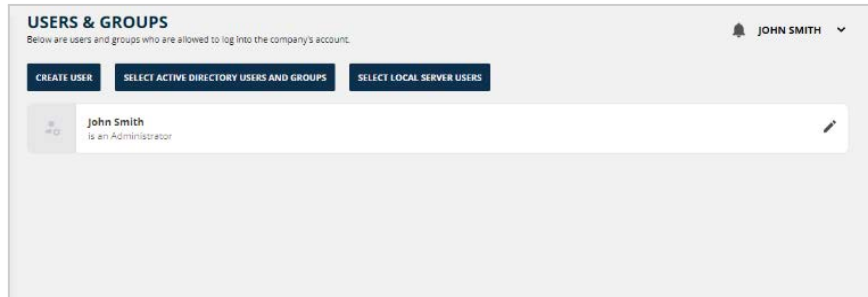 USERS & GROUPS
Below are users and groups who are allowed to log into the company's account.
JOHN SMITH
CREATE USER
SELECT ACTIVE DIRECTORY USERS AND GROUPS
SELECT LOCAL SERVER USERS
John Smith
is an Administrator